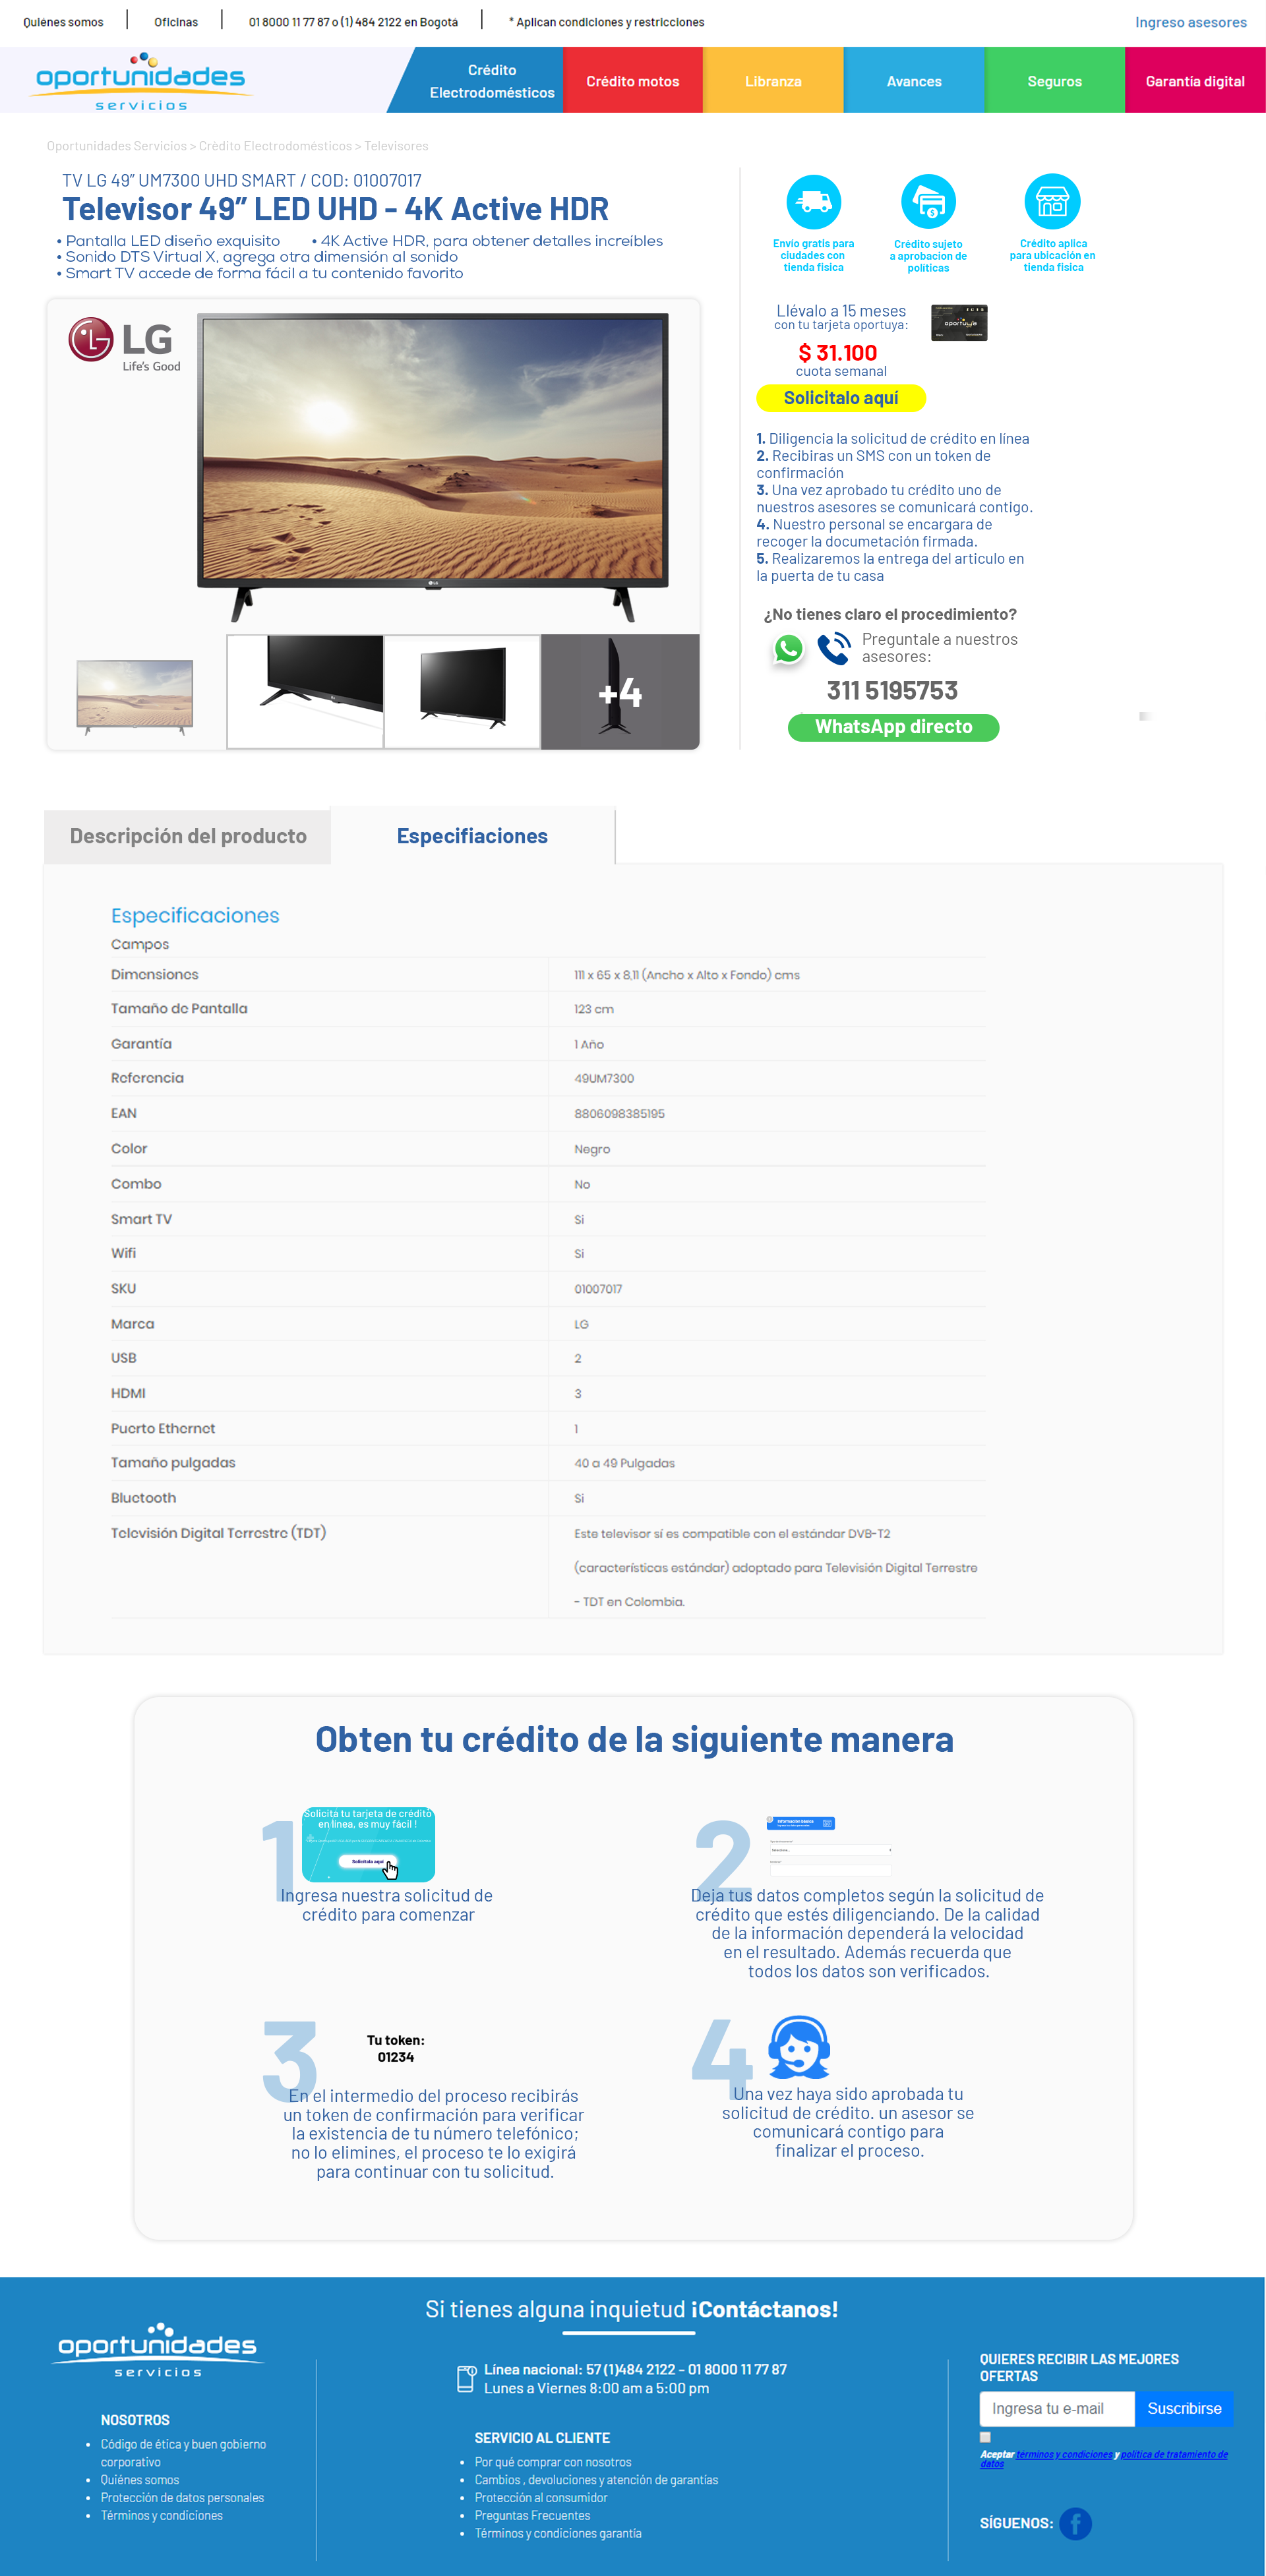 Quiénes somos
Oficinas
01 8000 11 77 87 o (1) 484 2122 en Bogotá
* Aplican condiciones y restricciones
Ingreso asesores
oportunidades
servicios
Crédito
Electrodomésticos
Crédito motos
Libranza
Avances
Seguros
Garantía digital
Oportunidades Servicios > Crédito Electrodomésticos > Televisores
TV LG 49” UM7300 UHD SMART / COD: 01007017
Televisor 49” LED UHD - 4K Active HDR
• Pantalla LED diseño exquisito • 4K Active HDR, para obtener detalles increíbles
• Sonido DTS Virtual X, agrega otra dimensión al sonido
• Smart TV accede de forma fácil a tu contenido favorito
LG
Life's Good
+4
Envío gratis para
ciudades con
tienda fisica
Crédito sujeto
a aprobacion de
políticas
Crédito aplica
para ubicación en
tienda fisica
Llévalo a 15 meses
con tu tarjeta oportuya:
oportuya
$ 31.100
cuota semanal
Solicitalo aquí
1. Diligencia la solicitud de crédito en línea
2. Recibiras un SMS con un token de
confirmación
3. Una vez aprobado tu crédito uno de
nuestros asesores se comunicará contigo.
4. Nuestro personal se encargara de
recoger la documetación firmada.
5. Realizaremos la entrega del articulo en
la puerta de tu casa
¿No tienes claro el procedimiento?
Preguntale a nuestros
asesores:
311 5195753
WhatsApp directo
Descripción del producto
Especifiaciones
Especificaciones
Campos
Dimensiones 111 x 65 x 8,11 (Ancho x Alto x Fondo) cms
Tamaño de Pantalla 123 cm
Garantía 1 Año
Referencia 49UM7300
EAN 8806098385195
Color Negro
Combo No
Smart TV Si
Wifi Si
SKU 01007017
Marca LG
USB 2
HDMI 3
Puerto Ethernet 1
Tamaño pulgadas 40 a 49 Pulgadas
Bluetooth Si
Televisión Digital Terrestre (TDT) Este televisor sí es compatible con el estándar DVB-T2
(características estándar) adoptado para Televisión Digital Terrestre
- TDT en Colombia.
Obten tu crédito de la siguiente manera
1
Solicitá tu tarjeta de crédito
en línea, es muy fácil !
Solicítala aquí
Ingresa nuestra solicitud de
crédito para comenzar
2
Información básica
Deja tus datos completos según la solicitud de
crédito que estés diligenciando. De la calidad
de la información dependerá la velocidad
en el resultado. Además recuerda que
todos los datos son verificados.
3
Tu token:
01234
En el intermedio del proceso recibirás
un token de confirmación para verificar
la existencia de tu número telefónico;
no lo elimines, el proceso te lo exigirá
para continuar con tu solicitud.
4
Una vez haya sido aprobada tu
solicitud de crédito. un asesor se
comunicará contigo para
finalizar el proceso.
Si tienes alguna inquietud ¡Contáctanos!
oportunidades
servicios
NOSOTROS
• Código de ética y buen gobierno
corporativo
• Quiénes somos
• Protección de datos personales
• Términos y condiciones
Línea nacional: 57 (1)484 2122 - 01 8000 11 77 87
Lunes a Viernes 8:00 am a 5:00 pm
SERVICIO AL CLIENTE
• Por qué comprar con nosotros
• Cambios , devoluciones y atención de garantías
• Protección al consumidor
• Preguntas Frecuentes
• Términos y condiciones garantía
QUIERES RECIBIR LAS MEJORES
OFERTAS
Ingresa tu e-mail
Suscribirse
Aceptar términos y condiciones y política de tratamiento de
datos
SÍGUENOS: